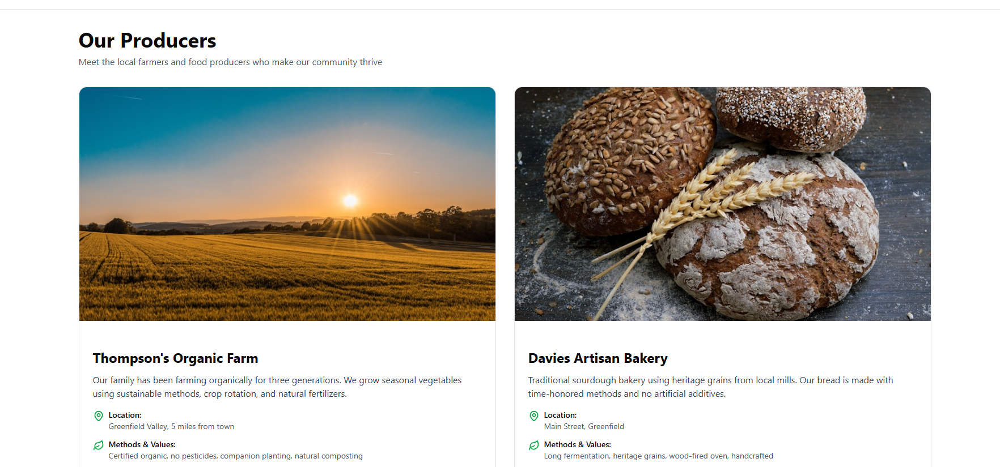 Our Producers
Meet the local farmers and food producers who make our community thrive
Thompson's Organic Farm
Our family has been farming organically for three generations. We grow seasonal vegetables
using sustainable methods, crop rotation, and natural fertilizers.
Location:
Greenfield Valley, 5 miles from town
Methods & Values:
Certified organic, no pesticides, companion planting, natural composting
Davies Artisan Bakery
Traditional sourdough bakery using heritage grains from local mills. Our bread is made with
time-honored methods and no artificial additives.
Location:
Main Street, Greenfield
Methods & Values:
Long fermentation, heritage grains, wood-fired oven, handcrafted